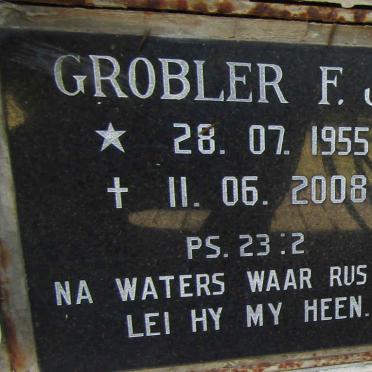 GROBLER F. J
★ 28. 07. 1955
✝ 11. 06. 2008
PS. 23:2
NA WATERS WAAR RUS
LEI HY MY HEEN.